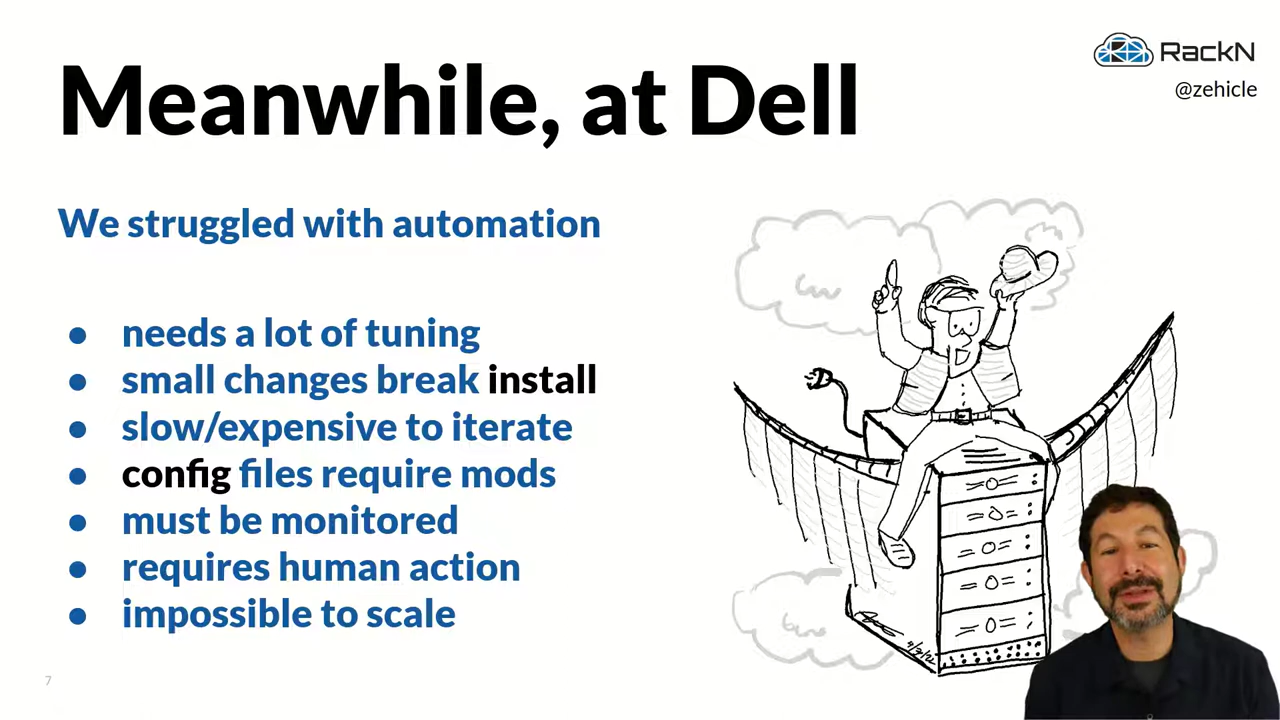 Meanwhile, at Dell
RackN
@zehicle
We struggled with automation
● needs a lot of tuning
● small changes break install
● slow/expensive to iterate
● config files require mods
● must be monitored
● requires human action
● impossible to scale
7